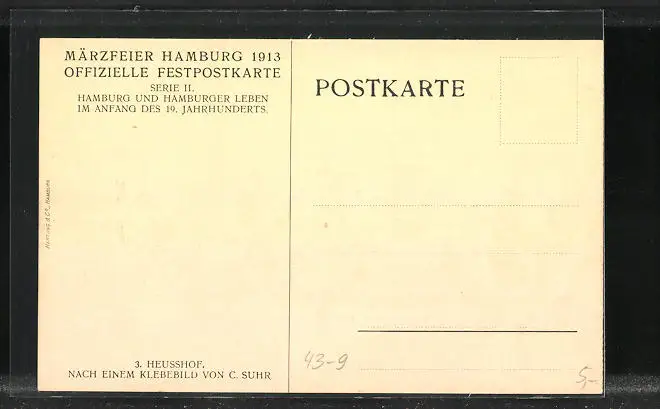 MÄRZFEIER HAMBURG 1913
OFFIZIELLE FESTPOSTKARTE
SERIE II.
HAMBURG UND HAMBURGER LEBEN
IM ANFANG DES 19. JAHRHUNDERTS.
3. HEUSSHOF.
NACH EINEM KLEBEBILD VON C. SUHR
POSTKARTE
43-9
5,-